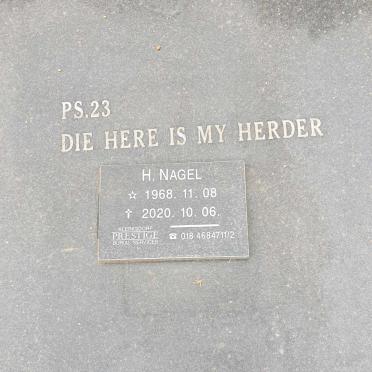 PS.23
DIE HERE IS MY HERDER
H. NAGEL
☆ 1968. 11. 08
✝ 2020. 10. 06.
KLERKSDORP
PRESTIGE
BURIAL SERVICES
☎ 018 4684711/2